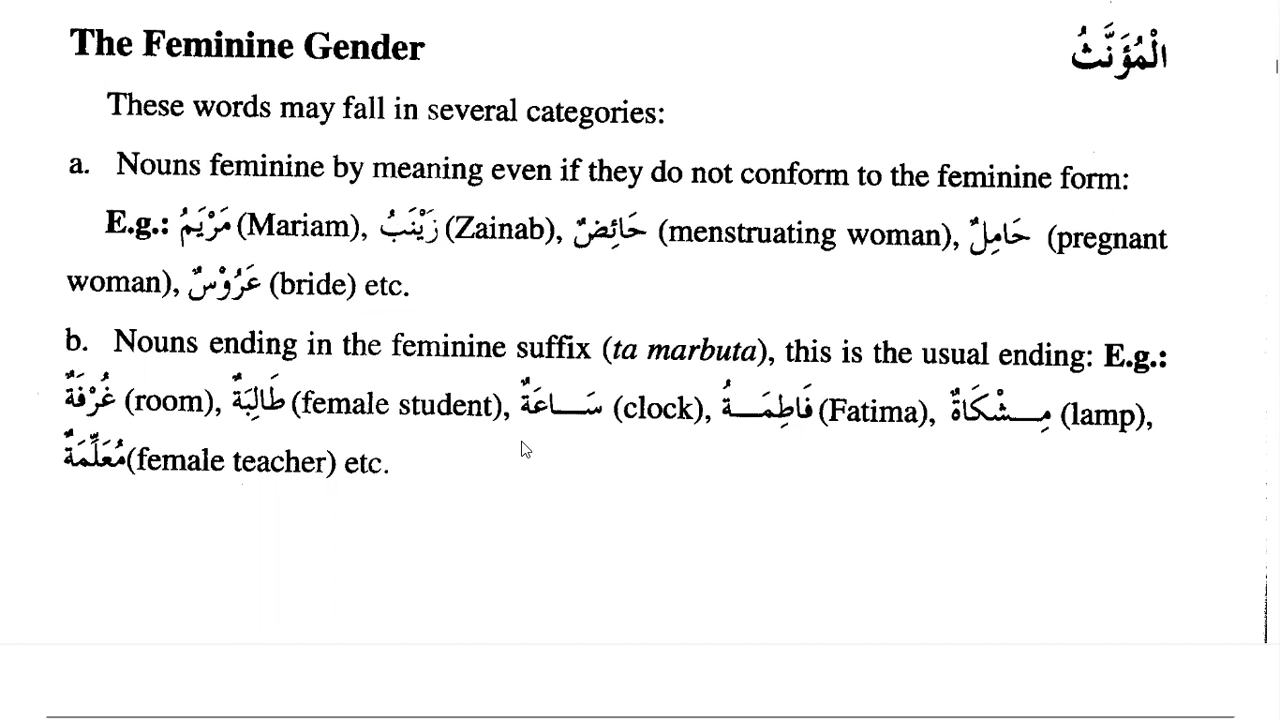 The Feminine Gender الْمُؤَنَّثُ
These words may fall in several categories:
a. Nouns feminine by meaning even if they do not conform to the feminine form:
E.g.: مَرْيَمُ (Mariam), زَيْنَبُ (Zainab), حَائِضٌ (menstruating woman), حَامِلٌ (pregnant
woman), عَرُوْسٌ (bride) etc.
b. Nouns ending in the feminine suffix (ta marbuta), this is the usual ending: E.g.:
غُرْفَةٌ (room), طَالِبَةٌ (female student), سَـــاعَةٌ (clock), فَاطِمَـــةُ (Fatima), مِـــشْكَاةٌ (lamp),
مُعَلِّمَةٌ (female teacher) etc.